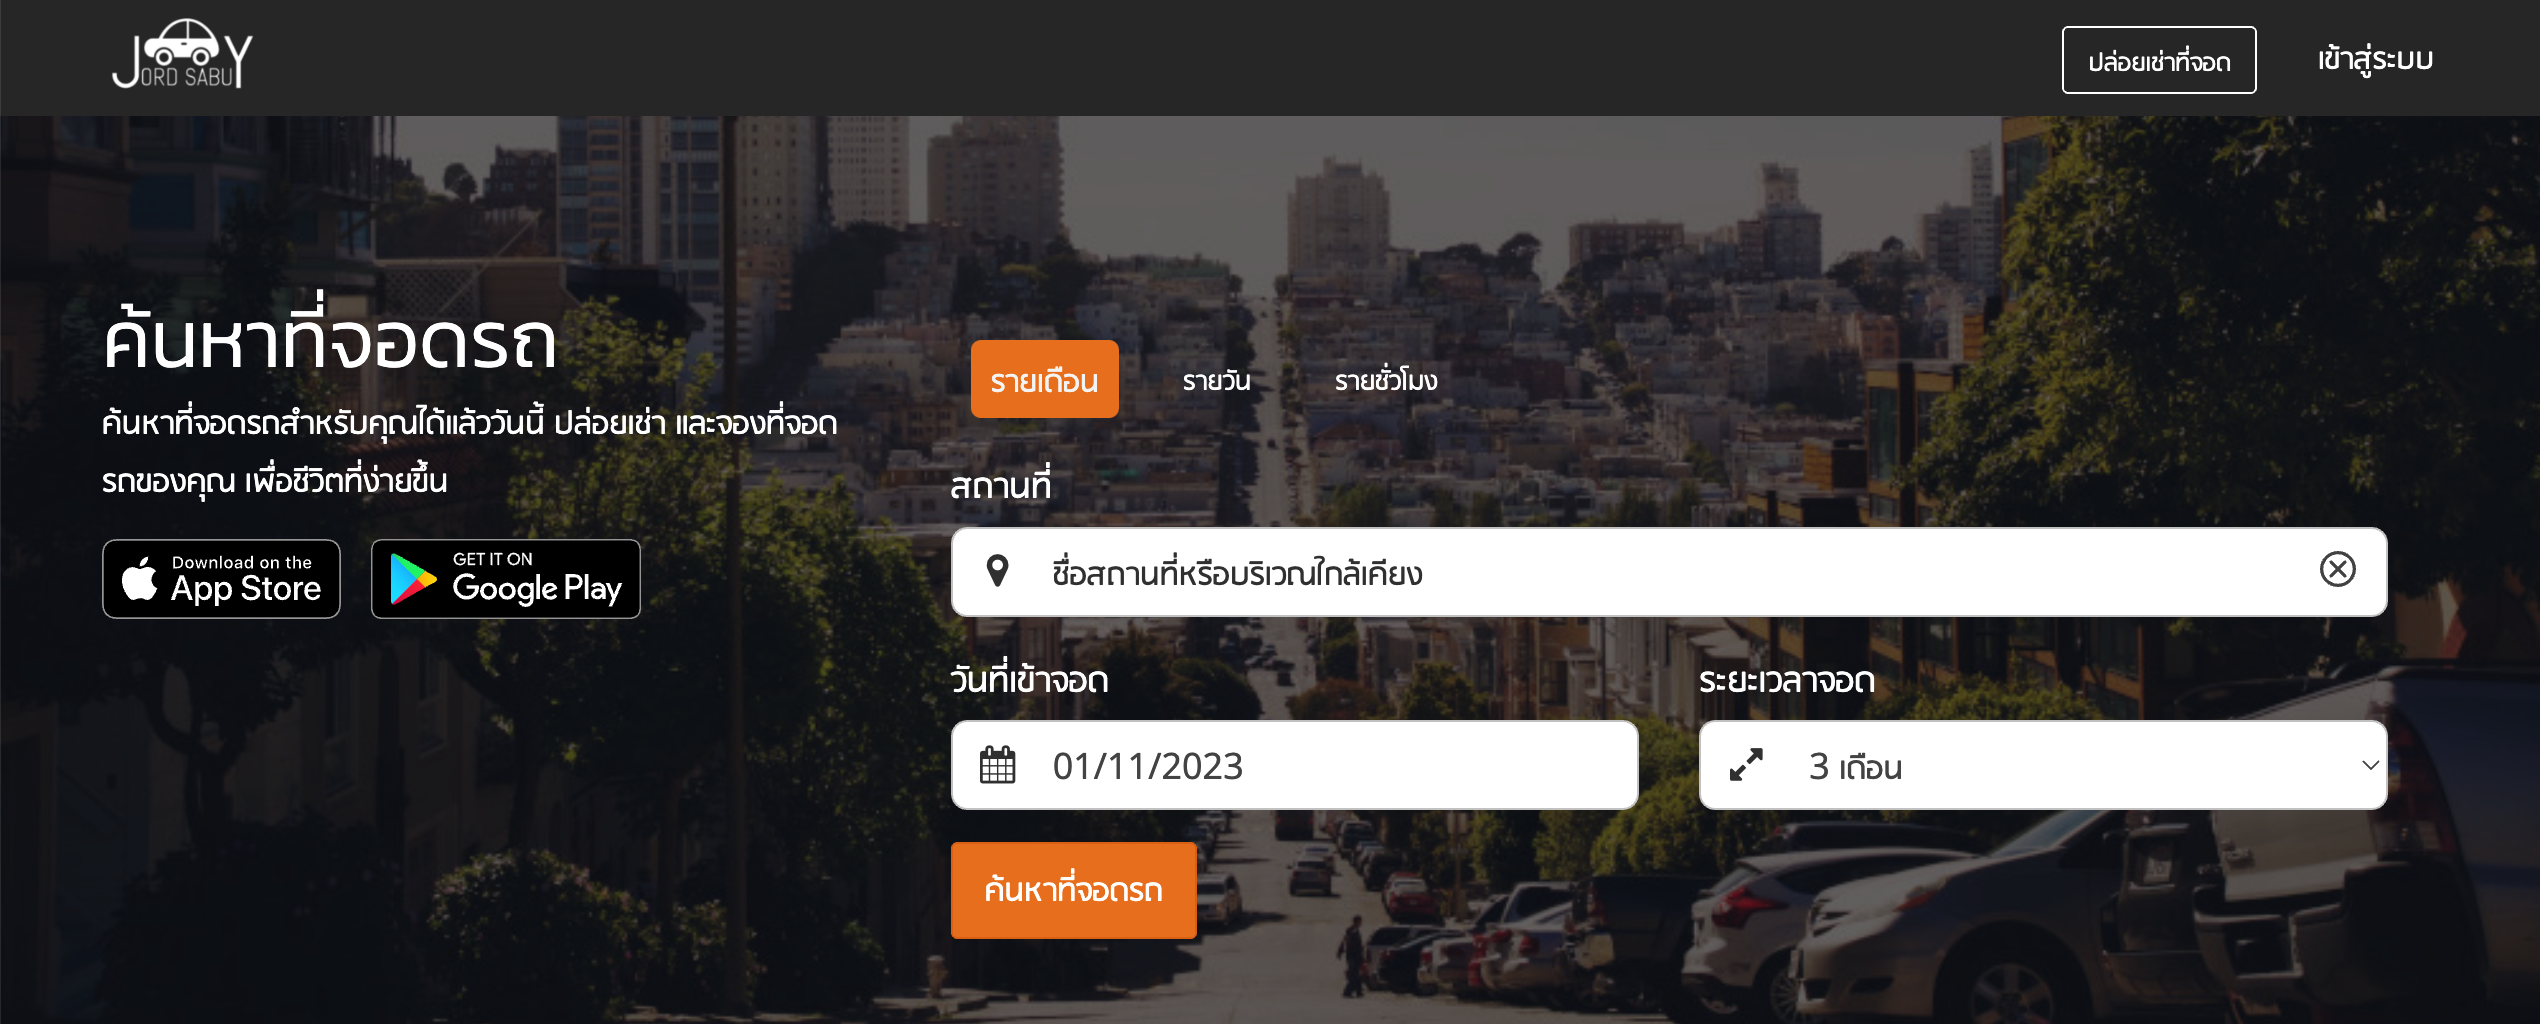 JORD SABUY
ปล่อยเช่าที่จอด
เข้าสู่ระบบ
ค้นหาที่จอดรถ
ค้นหาที่จอดรถสำหรับคุณได้แล้ววันนี้ ปล่อยเช่า และจองที่จอด
รถของคุณ เพื่อชีวิตที่ง่ายขึ้น
Download on the
App Store
GET IT ON
Google Play
รายเดือน
รายวัน
รายชั่วโมง
สถานที่
ชื่อสถานที่หรือบริเวณใกล้เคียง
วันที่เข้าจอด
ระยะเวลาจอด
01/11/2023
3 เดือน
ค้นหาที่จอดรถ